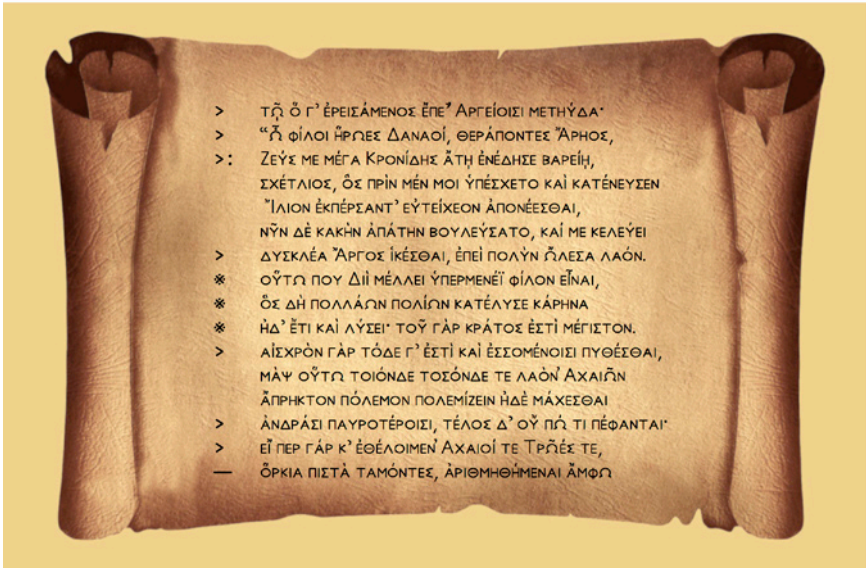 > τῷ ὅ γ' ἐρεισάμενος ἔπε' Ἀργείοισι μετηύδα·
> "ὦ φίλοι ἥρωες Δαναοί, θεράποντες Ἄρηος,
>: Ζεύς με μέγα Κρονίδης ἄτῃ ἐνέδησε βαρείῃ,
σχέτλιος, ὃς πρὶν μέν μοι ὑπέσχετο καὶ κατένευσεν
Ἴλιον ἐκπέρσαντ' εὐτείχεον ἀπονέεσθαι,
νῦν δὲ κακὴν ἀπάτην βουλεύσατο, καί με κελεύει
> δυσκλέα Ἄργος ἱκέσθαι, ἐπεὶ πολὺν ὤλεσα λαόν.
※ οὕτω που Διὶ μέλλει ὑπερμενέϊ φίλον εἶναι,
※ ὃς δὴ πολλάων πολίων κατέλυσε κάρηνα
※ ἠδ' ἔτι καὶ λύσει· τοῦ γὰρ κράτος ἐστὶ μέγιστον.
> αἰσχρὸν γὰρ τόδε γ' ἐστὶ καὶ ἐσσομένοισι πυθέσθαι,
μὰψ οὕτω τοιόνδε τοσόνδε τε λαὸν Ἀχαιῶν
ἄπρηκτον πόλεμον πολεμίζειν ἠδὲ μάχεσθαι
> ἀνδράσι παυροτέροισι, τέλος δ' οὔ πώ τι πέφανται·
> εἴ περ γάρ κ' ἐθέλοιμεν Ἀχαιοί τε Τρῶές τε,
— ὅρκια πιστὰ ταμόντες, ἀριθμηθήμεναι ἄμφω